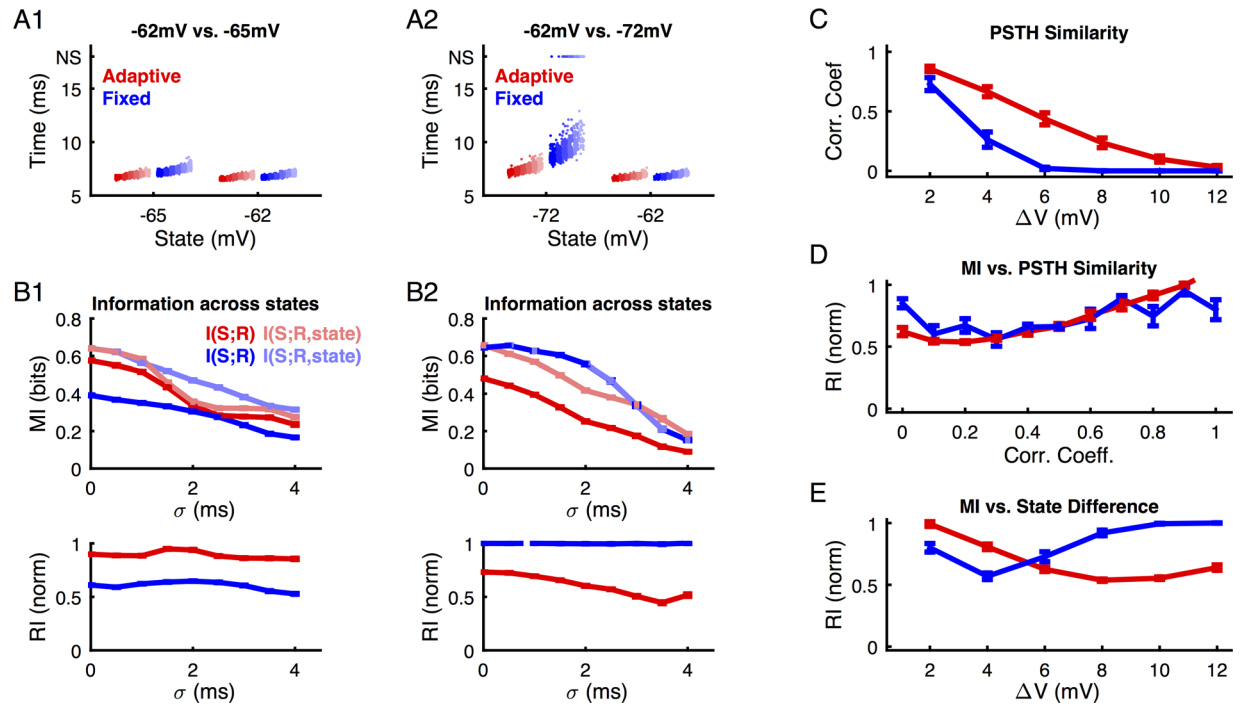 A1
-62mV vs. -65mV
NS
15
10
5
Time (ms)
Adaptive
Fixed
-65
-62
State (mV)
A2
-62mV vs. -72mV
NS
15
10
5
Time (ms)
Adaptive
Fixed
-72
-62
State (mV)
B1
Information across states
0.8
0.6
0.4
0.2
0
MI (bits)
I(S;R) I(S;R,state)
I(S;R) I(S;R,state)
0
2
4
σ (ms)
1
0.5
0
RI (norm)
0
2
4
σ (ms)
B2
Information across states
0.8
0.6
0.4
0.2
0
MI (bits)
0
2
4
σ (ms)
1
0.5
0
RI (norm)
0
2
4
σ (ms)
C
PSTH Similarity
1
0.5
0
Corr. Coef
2
4
6
8
10
12
ΔV (mV)
D
MI vs. PSTH Similarity
1
0.5
0
RI (norm)
0
0.2
0.4
0.6
0.8
1
Corr. Coeff.
E
MI vs. State Difference
1
0.5
0
RI (norm)
2
4
6
8
10
12
ΔV (mV)